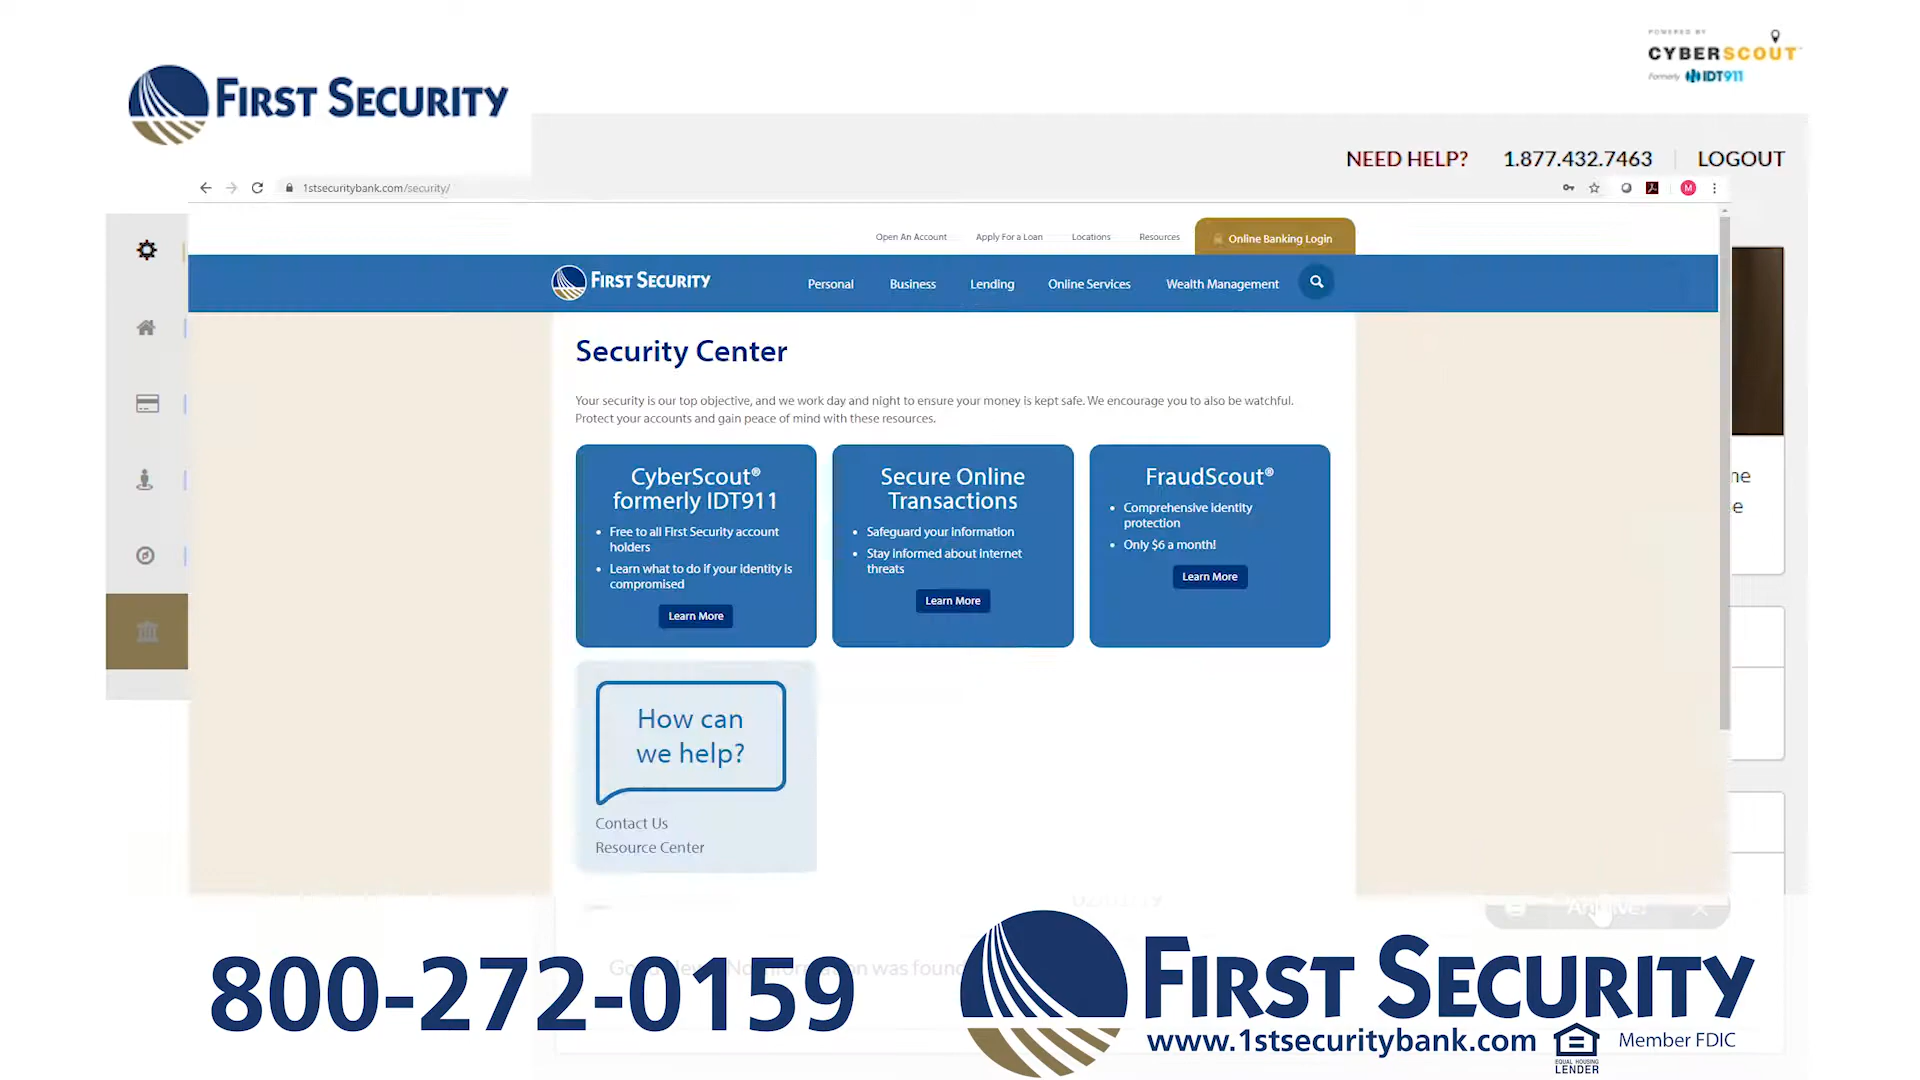 POWERED BY
CYBERSCOUT
Formerly IDT911
FIRST SECURITY
NEED HELP? 1.877.432.7463 LOGOUT
1stsecuritybank.com/security/
M
Open An Account Apply For a Loan Locations Resources Online Banking Login
FIRST SECURITY Personal Business Lending Online Services Wealth Management
Security Center
Your security is our top objective, and we work day and night to ensure your money is kept safe. We encourage you to also be watchful.
Protect your accounts and gain peace of mind with these resources.
CyberScout®
formerly IDT911
• Free to all First Security account
holders
• Learn what to do if your identity is
compromised
Learn More
Secure Online
Transactions
• Safeguard your information
• Stay informed about internet
threats
Learn More
FraudScout®
• Comprehensive identity
protection
• Only $6 a month!
Learn More
How can
we help?
Contact Us
Resource Center
was found
800-272-0159
FIRST SECURITY
www.1stsecuritybank.com
EQUAL HOUSING
LENDER
Member FDIC